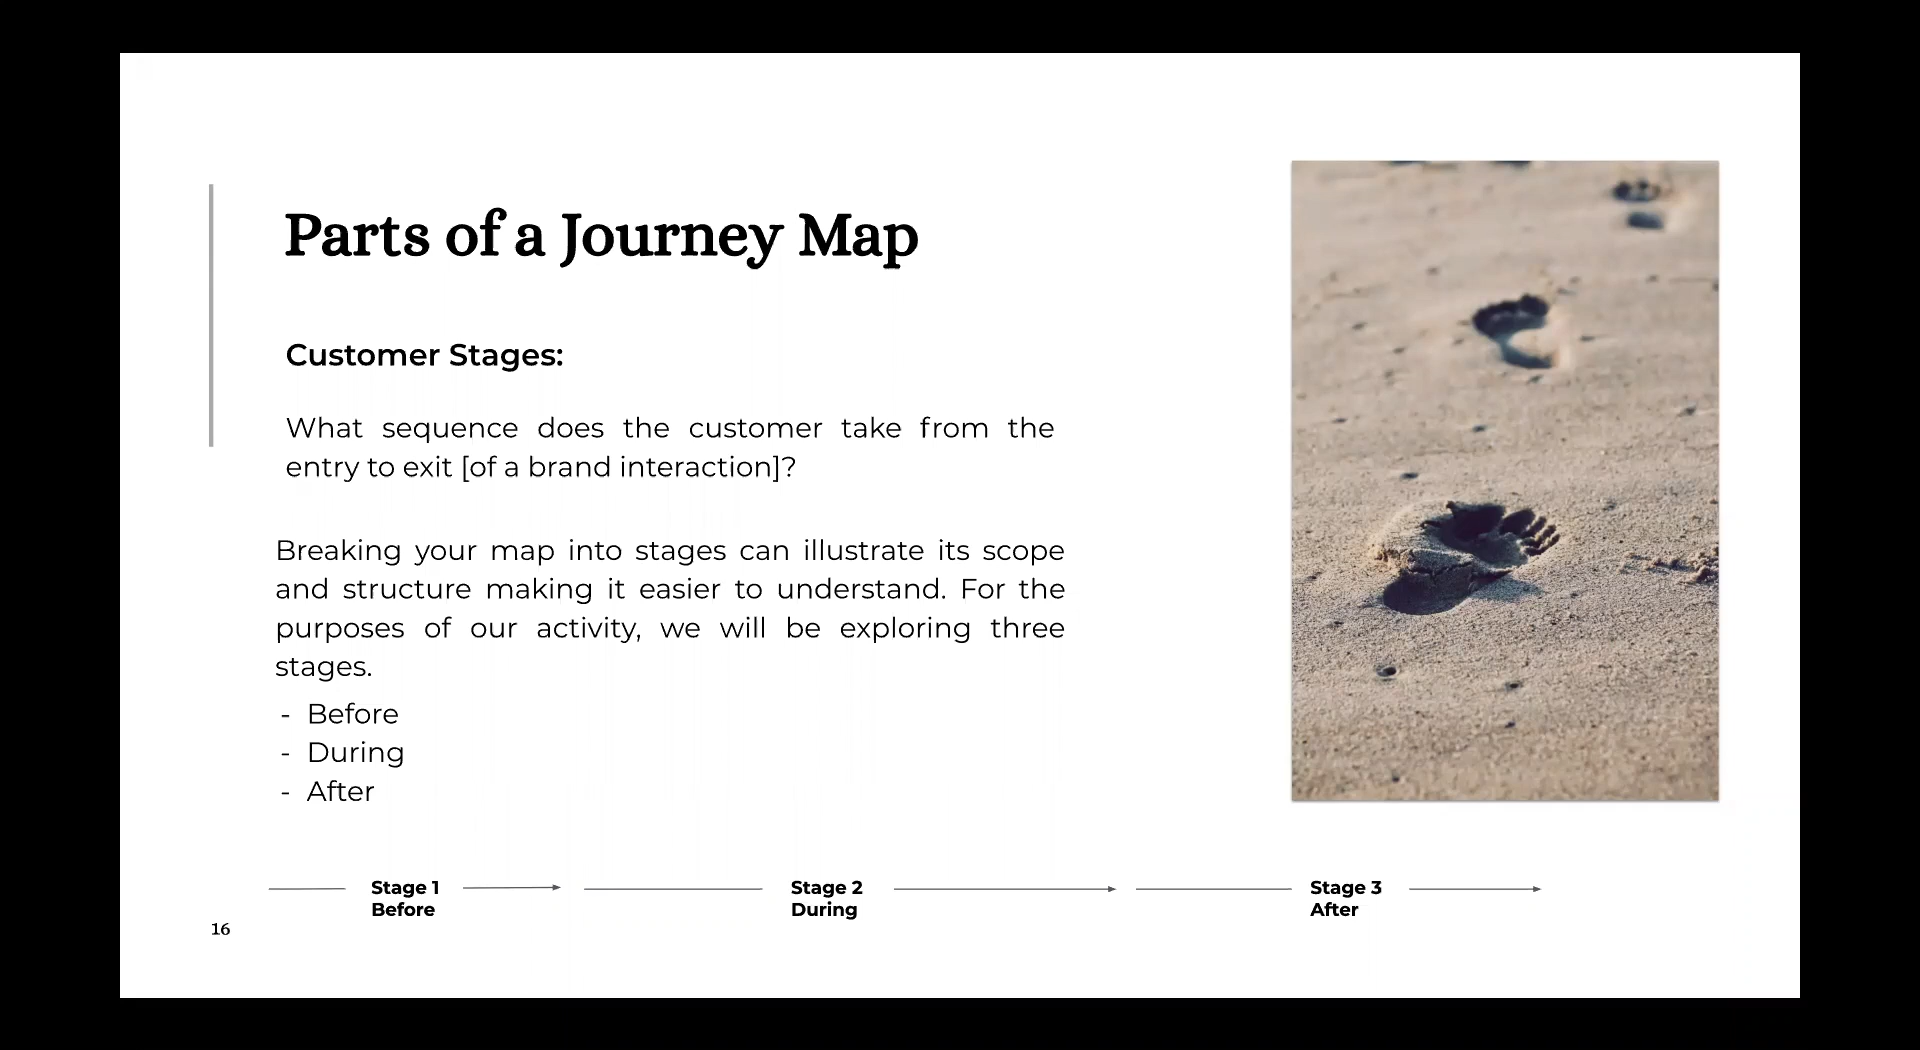 Parts of a Journey Map
Customer Stages:
What sequence does the customer take from the
entry to exit [of a brand interaction]?
Breaking your map into stages can illustrate its scope
and structure making it easier to understand. For the
purposes of our activity, we will be exploring three
stages.
- Before
- During
- After
Stage 1
Before
Stage 2
During
Stage 3
After
16